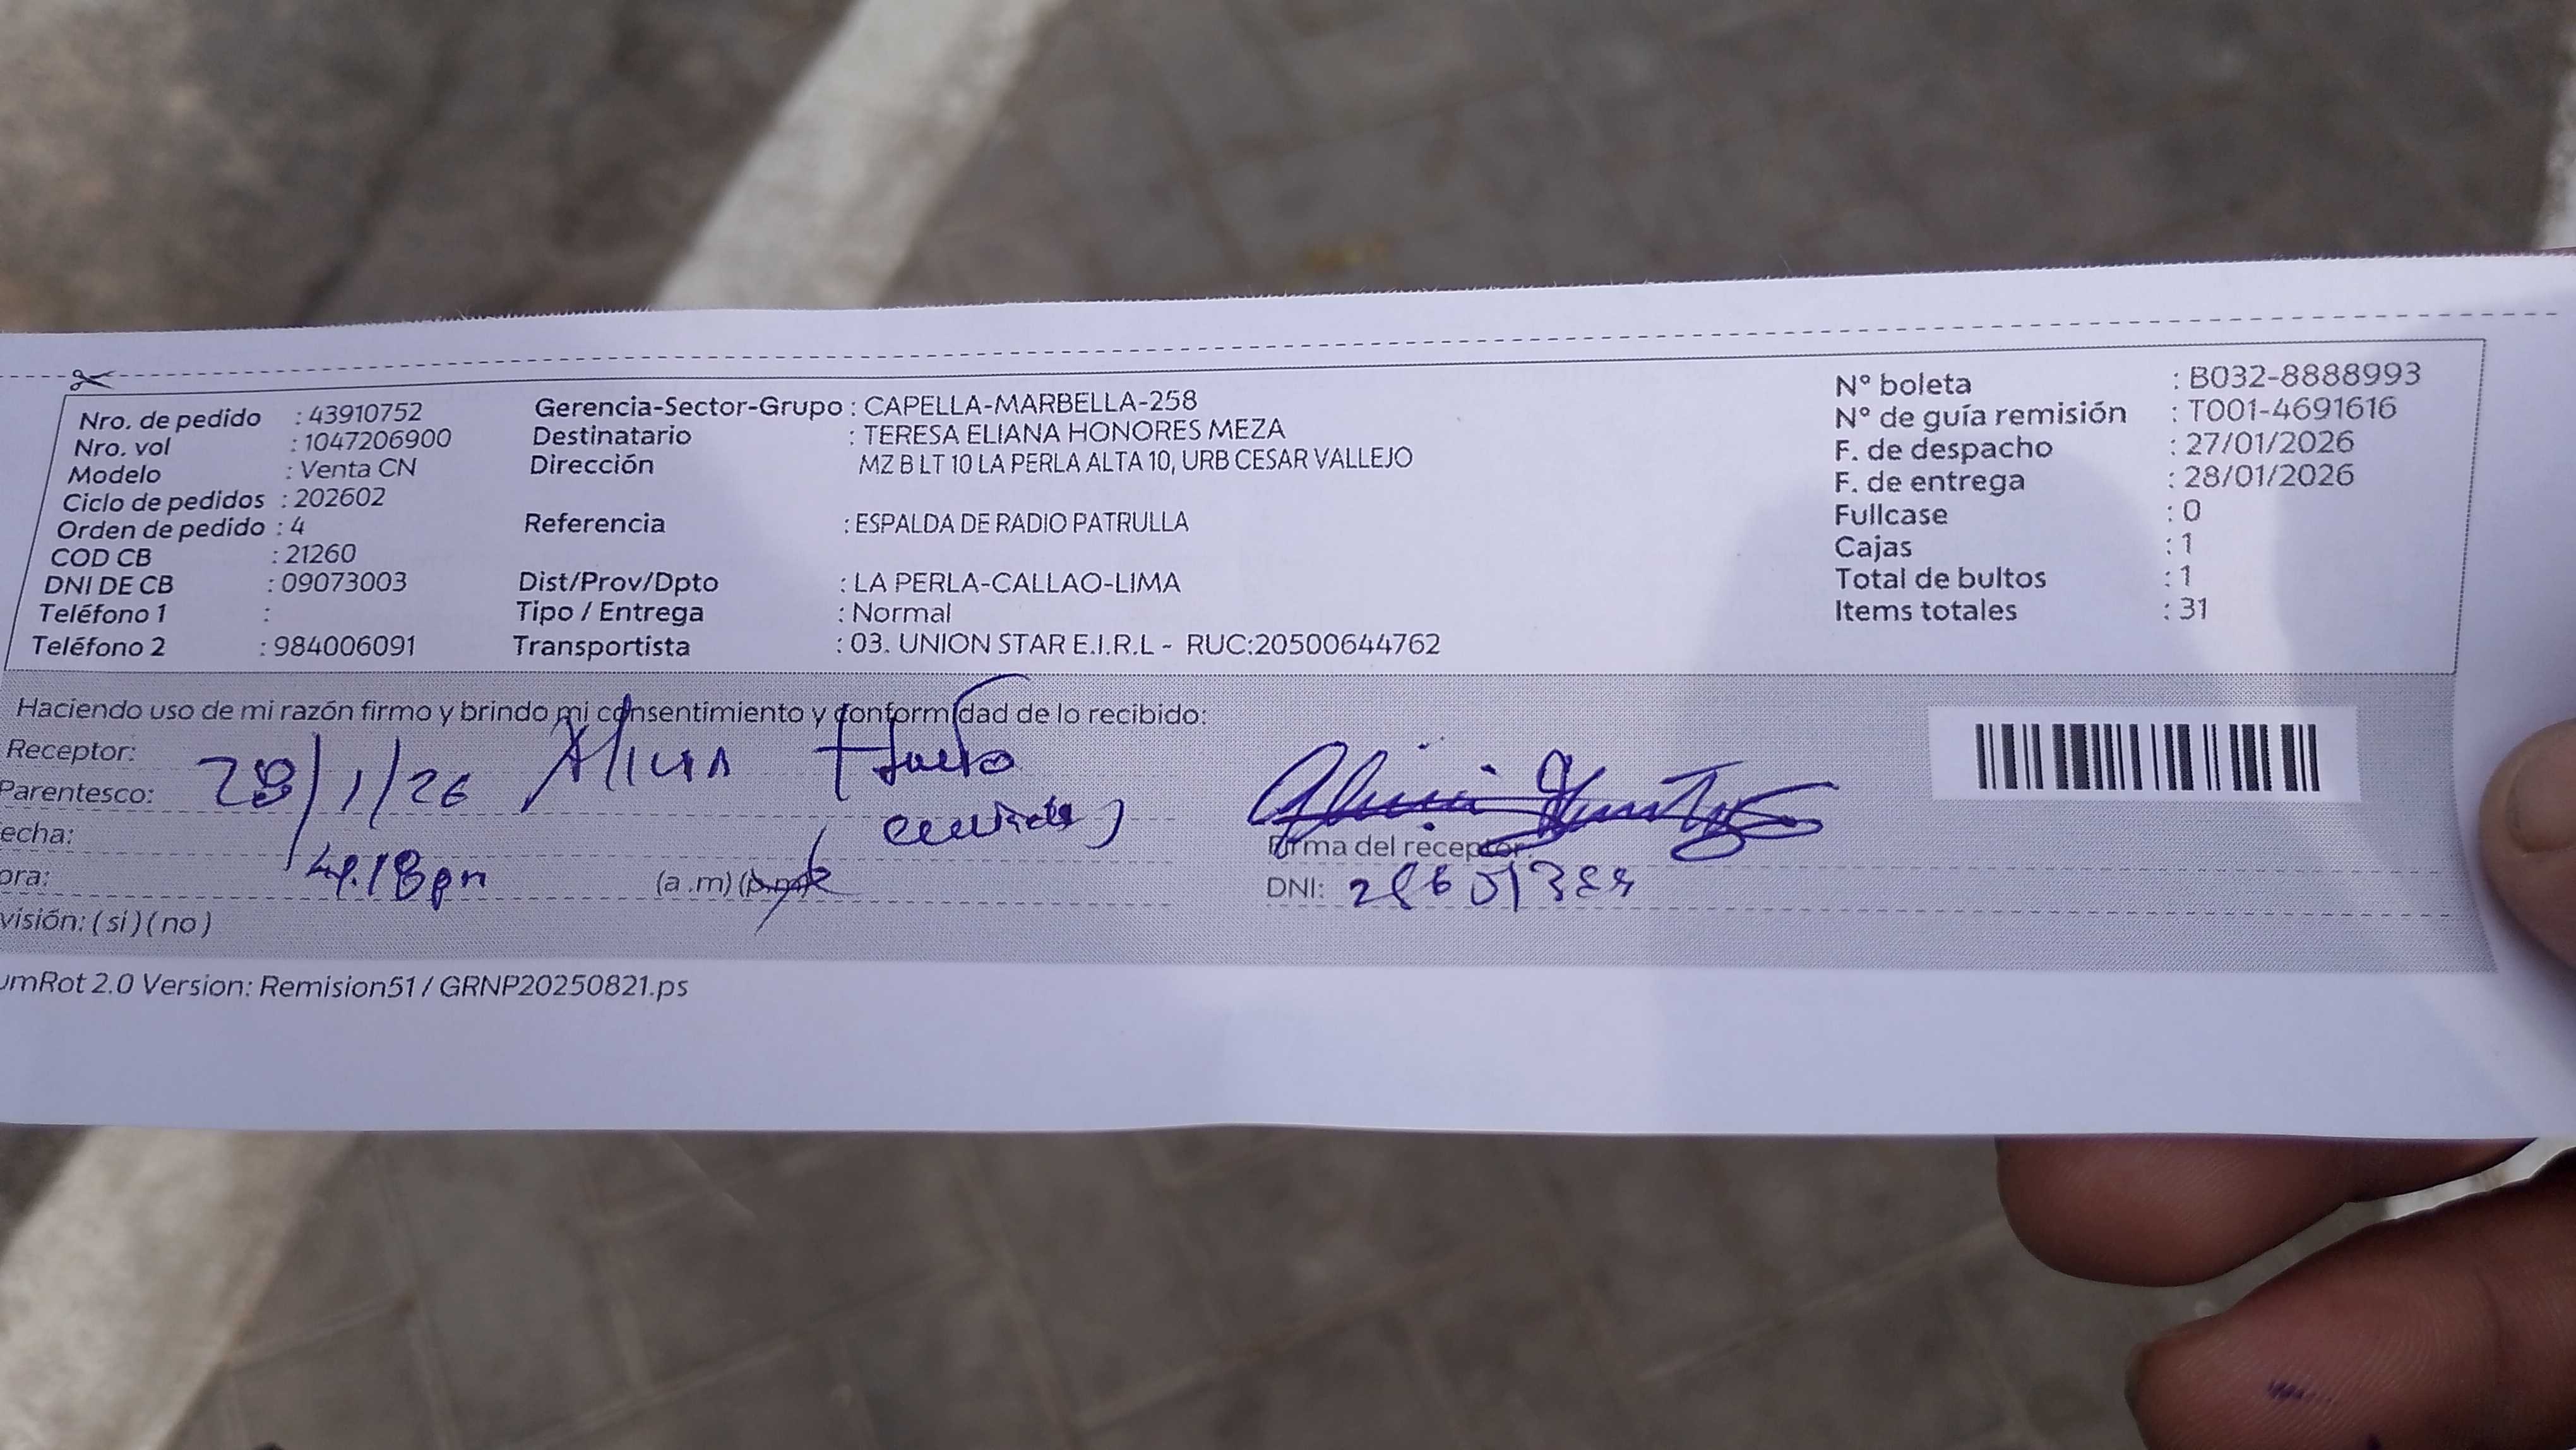 Nro. de pedido : 43910752
Nro. vol : 1047206900
Modelo : Venta CN
Ciclo de pedidos : 202602
Orden de pedido : 4
COD CB : 21260
DNI DE CB : 09073003
Teléfono 1 :
Teléfono 2 : 984006091
Gerencia-Sector-Grupo : CAPELLA-MARBELLA-258
Destinatario : TERESA ELIANA HONORES MEZA
Dirección MZ B LT 10 LA PERLA ALTA 10, URB CESAR VALLEJO
Referencia : ESPALDA DE RADIO PATRULLA
Dist/Prov/Dpto : LA PERLA-CALLAO-LIMA
Tipo / Entrega : Normal
Transportista : 03. UNION STAR E.I.R.L - RUC:20500644762
N° boleta : B032-8888993
N° de guía remisión : T001-4691616
F. de despacho : 27/01/2026
F. de entrega : 28/01/2026
Fullcase : 0
Cajas : 1
Total de bultos : 1
Items totales : 31
Haciendo uso de mi razón firmo y brindo mi consentimiento y conformidad de lo recibido:
Receptor: Alicia
Parentesco: 28/1/26
echa:
ora: 4.18 pm (a .m) (p.m)
visión: ( si ) ( no )
Firma del receptor:
DNI:
umRot 2.0 Version: Remision51 / GRNP20250821.ps